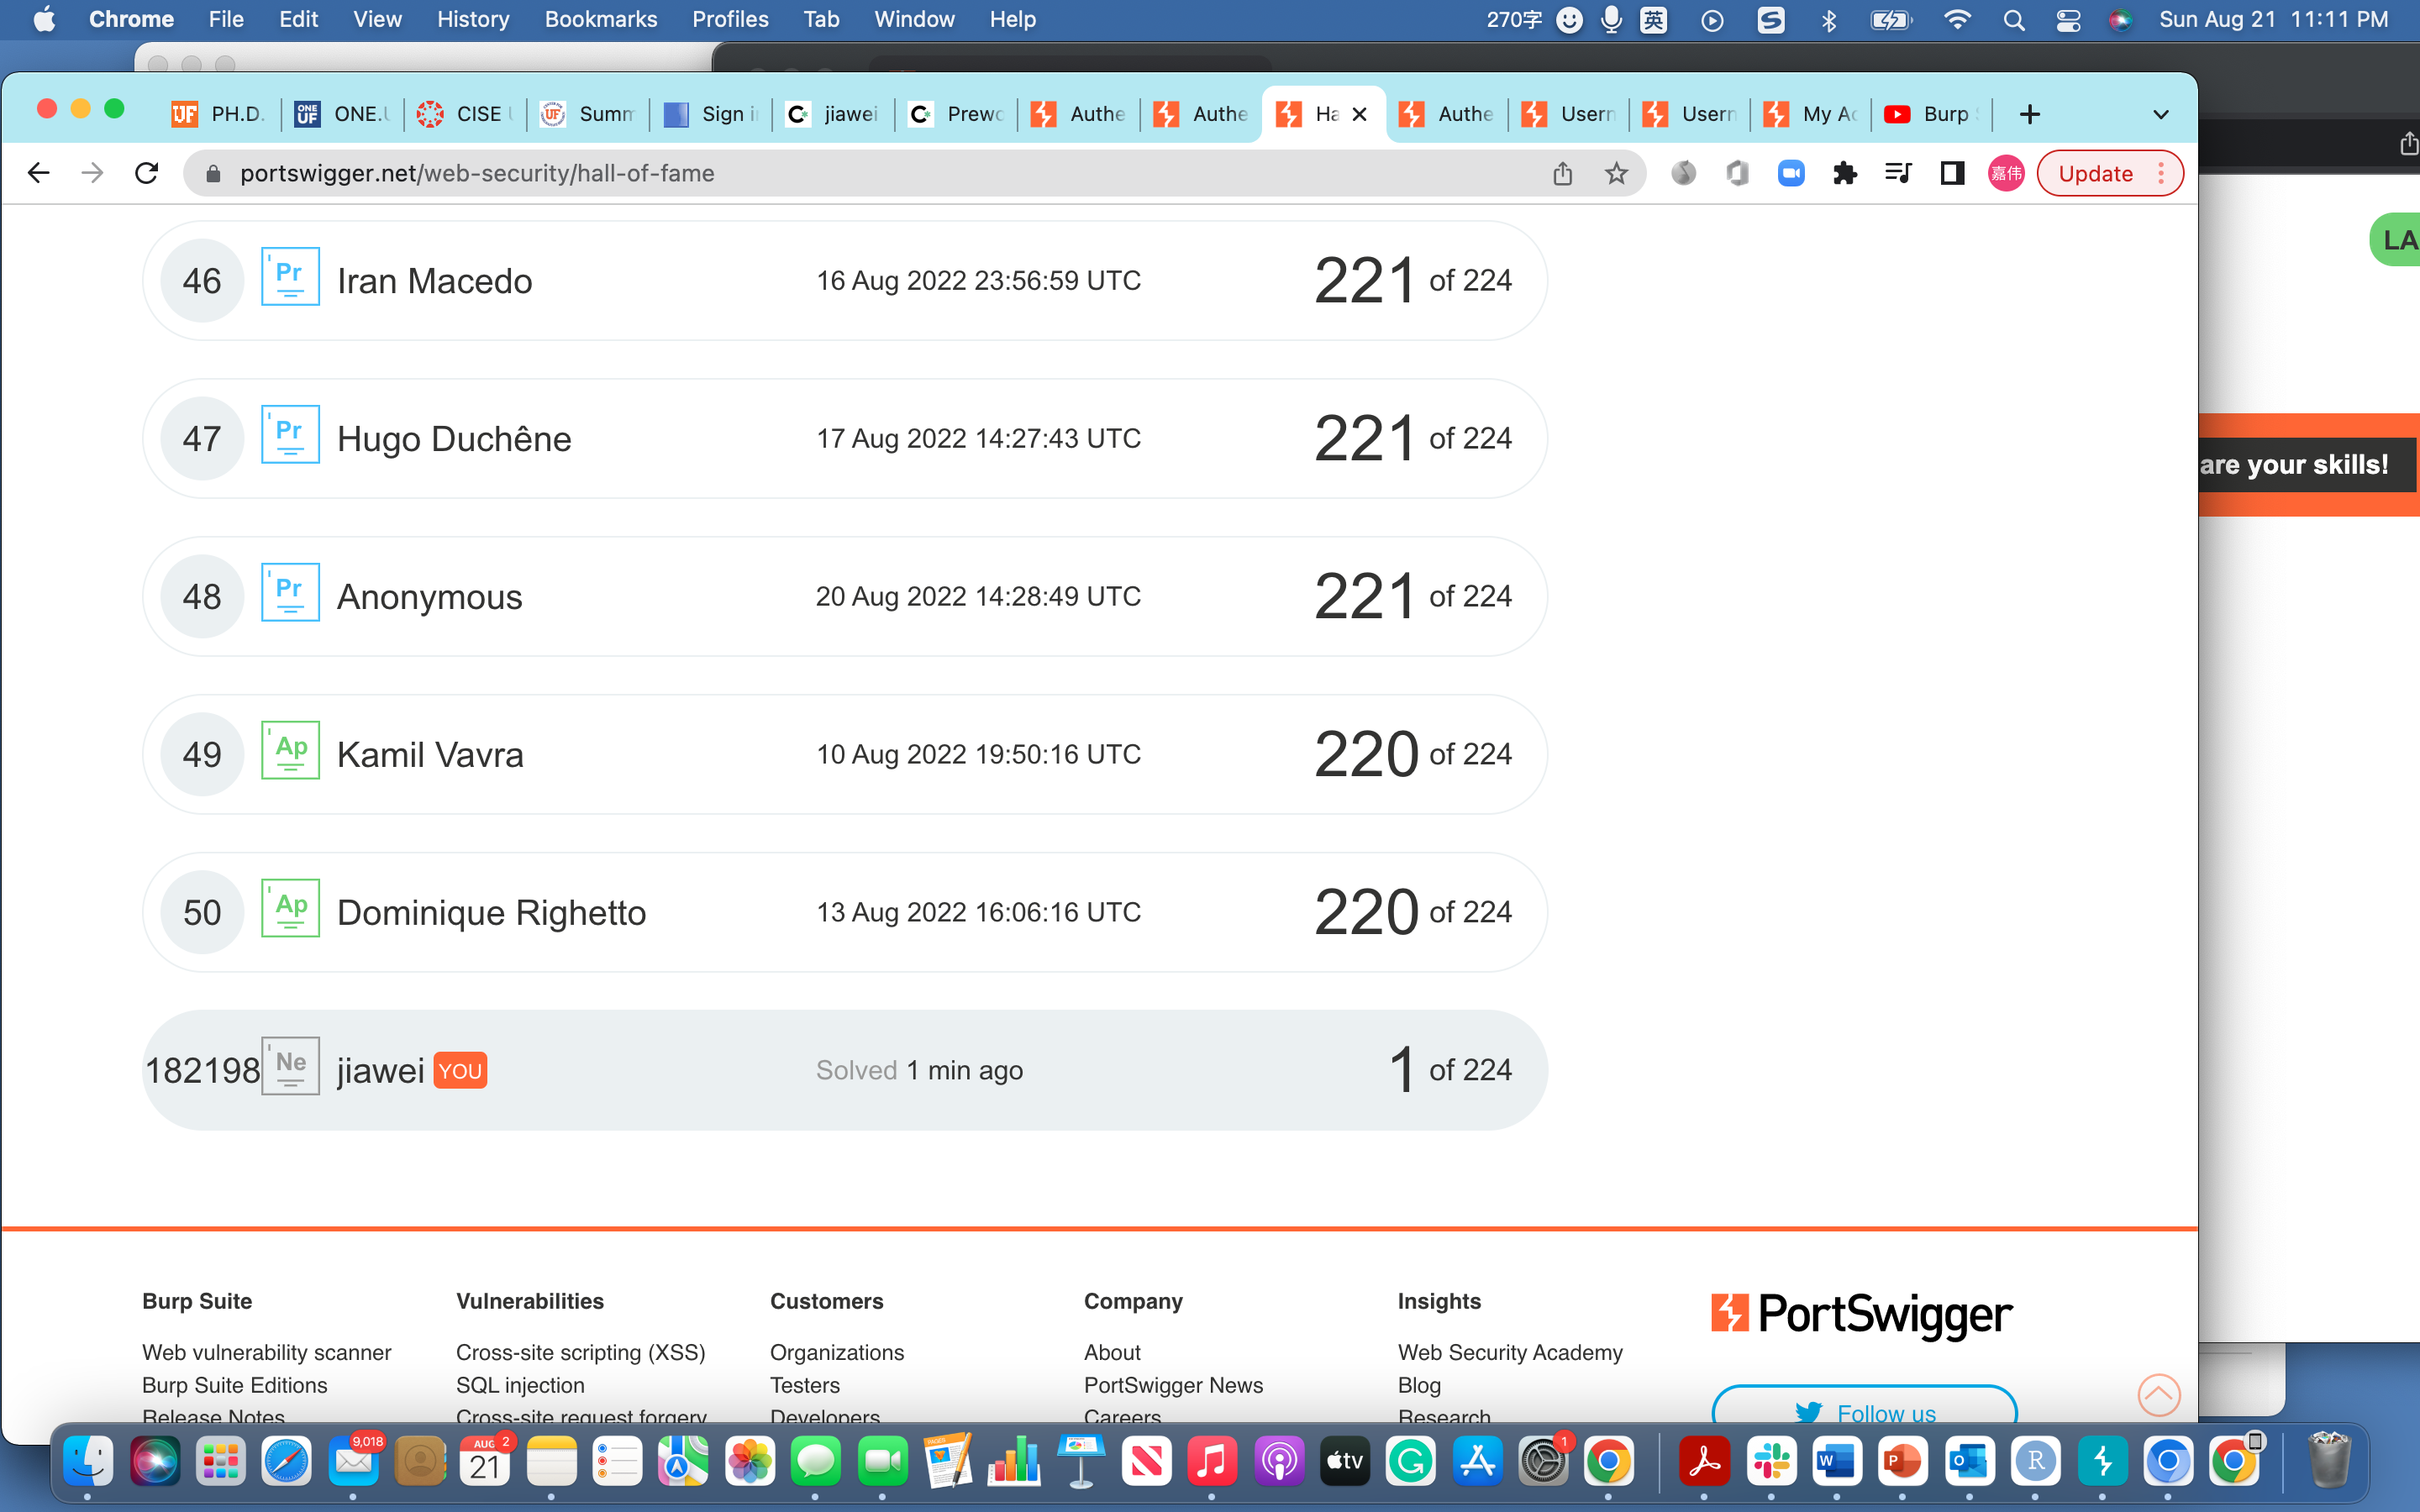 Chrome File Edit View History Bookmarks Profiles Tab Window Help 270字 英 Sun Aug 21 11:11 PM
PH.D. ONE.U CISE Summ Sign i jiawei Prewo Authe Authe Ha Authe Usern Usern My Ac Burp
portswigger.net/web-security/hall-of-fame 嘉伟 Update
LA
46 Pr Iran Macedo 16 Aug 2022 23:56:59 UTC 221 of 224
47 Pr Hugo Duchêne 17 Aug 2022 14:27:43 UTC 221 of 224
are your skills!
48 Pr Anonymous 20 Aug 2022 14:28:49 UTC 221 of 224
49 Ap Kamil Vavra 10 Aug 2022 19:50:16 UTC 220 of 224
50 Ap Dominique Righetto 13 Aug 2022 16:06:16 UTC 220 of 224
182198 Ne jiawei YOU Solved 1 min ago 1 of 224
Burp Suite Vulnerabilities Customers Company Insights PortSwigger
Web vulnerability scanner Cross-site scripting (XSS) Organizations About Web Security Academy
Burp Suite Editions SQL injection Testers PortSwigger News Blog
Release Notes Cross-site request forgery Developers Careers Research Follow us
9,018 AUG 2 21 PAGES tv 1 W P O R